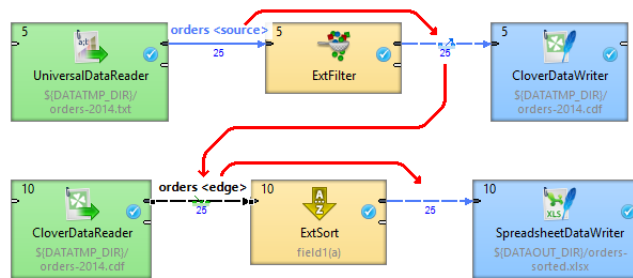 orders <source>
5
5
5
25
25
UniversalDataReader
ExtFilter
CloverDataWriter
${DATATMP_DIR}/
orders-2014.txt
${DATATMP_DIR}/
orders-2014.cdf
orders <edge>
10
10
10
25
25
A
Z
XLS
CloverDataReader
ExtSort
SpreadsheetDataWriter
${DATATMP_DIR}/
orders-2014.cdf
field1(a)
${DATAOUT_DIR}/orders-
sorted.xlsx